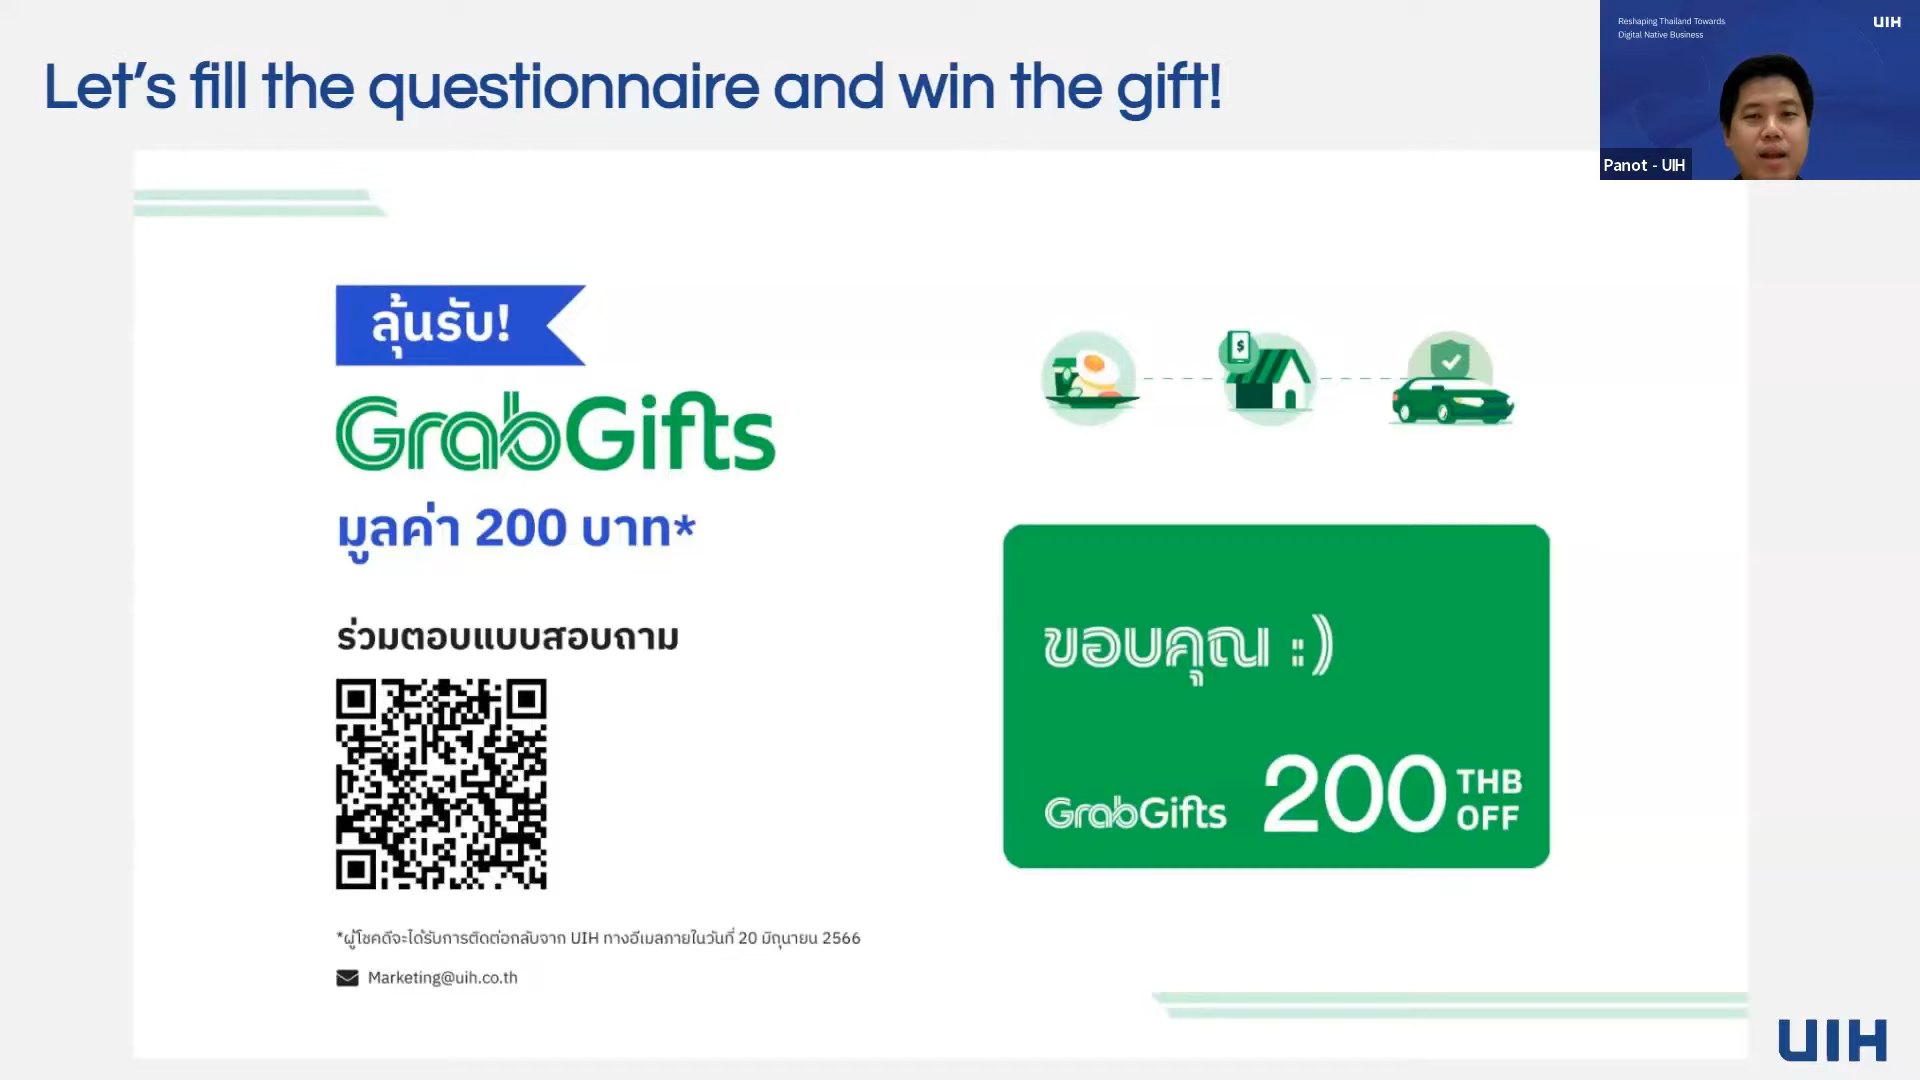 Let's fill the questionnaire and win the gift!
Reshaping Thailand Towards
Digital Native Business
UIH
Panot - UIH
ลุ้นรับ!
GrabGifts
มูลค่า 200 บาท*
ร่วมตอบแบบสอบถาม
$
ขอบคุณ :)
GrabGifts 200 THB
OFF
*ผู้โชคดีจะได้รับการติดต่อกลับจาก UIH ทางอีเมลภายในวันที่ 20 มิถุนายน 2566
Marketing@uih.co.th
UIH